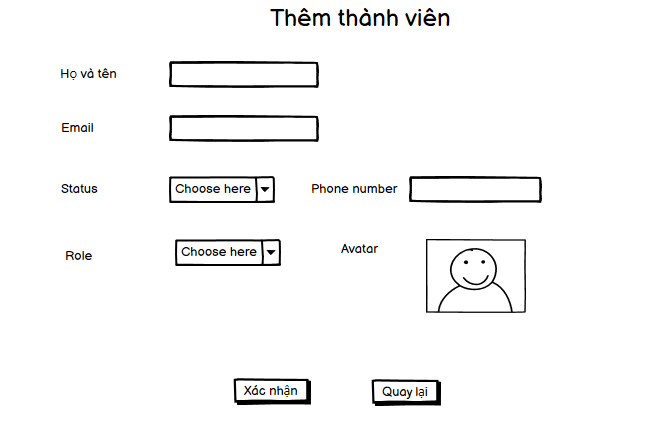 Thêm thành viên
Họ và tên
Email
Status Choose here Phone number
Role Choose here Avatar
Xác nhận Quay lại